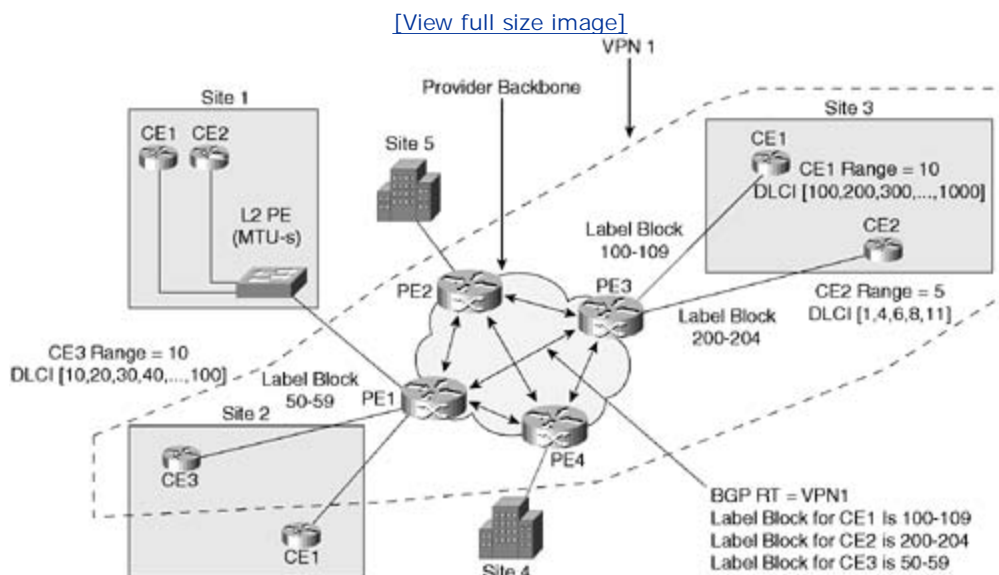 [View full size image]
VPN 1
Provider Backbone
Site 1
CE1 CE2
L2 PE
(MTU-s)
Site 5
Site 3
CE1
CE1 Range = 10
DLCI [100,200,300,...,1000]
CE2
Label Block
100-109
PE2
PE3
CE2 Range = 5
DLCI [1,4,6,8,11]
Label Block
200-204
CE3 Range = 10
DLCI [10,20,30,40,...,100]
Label Block
50-59
PE1
Site 2
CE3
CE1
PE4
Site 4
BGP RT = VPN1
Label Block for CE1 Is 100-109
Label Block for CE2 is 200-204
Label Block for CE3 is 50-59